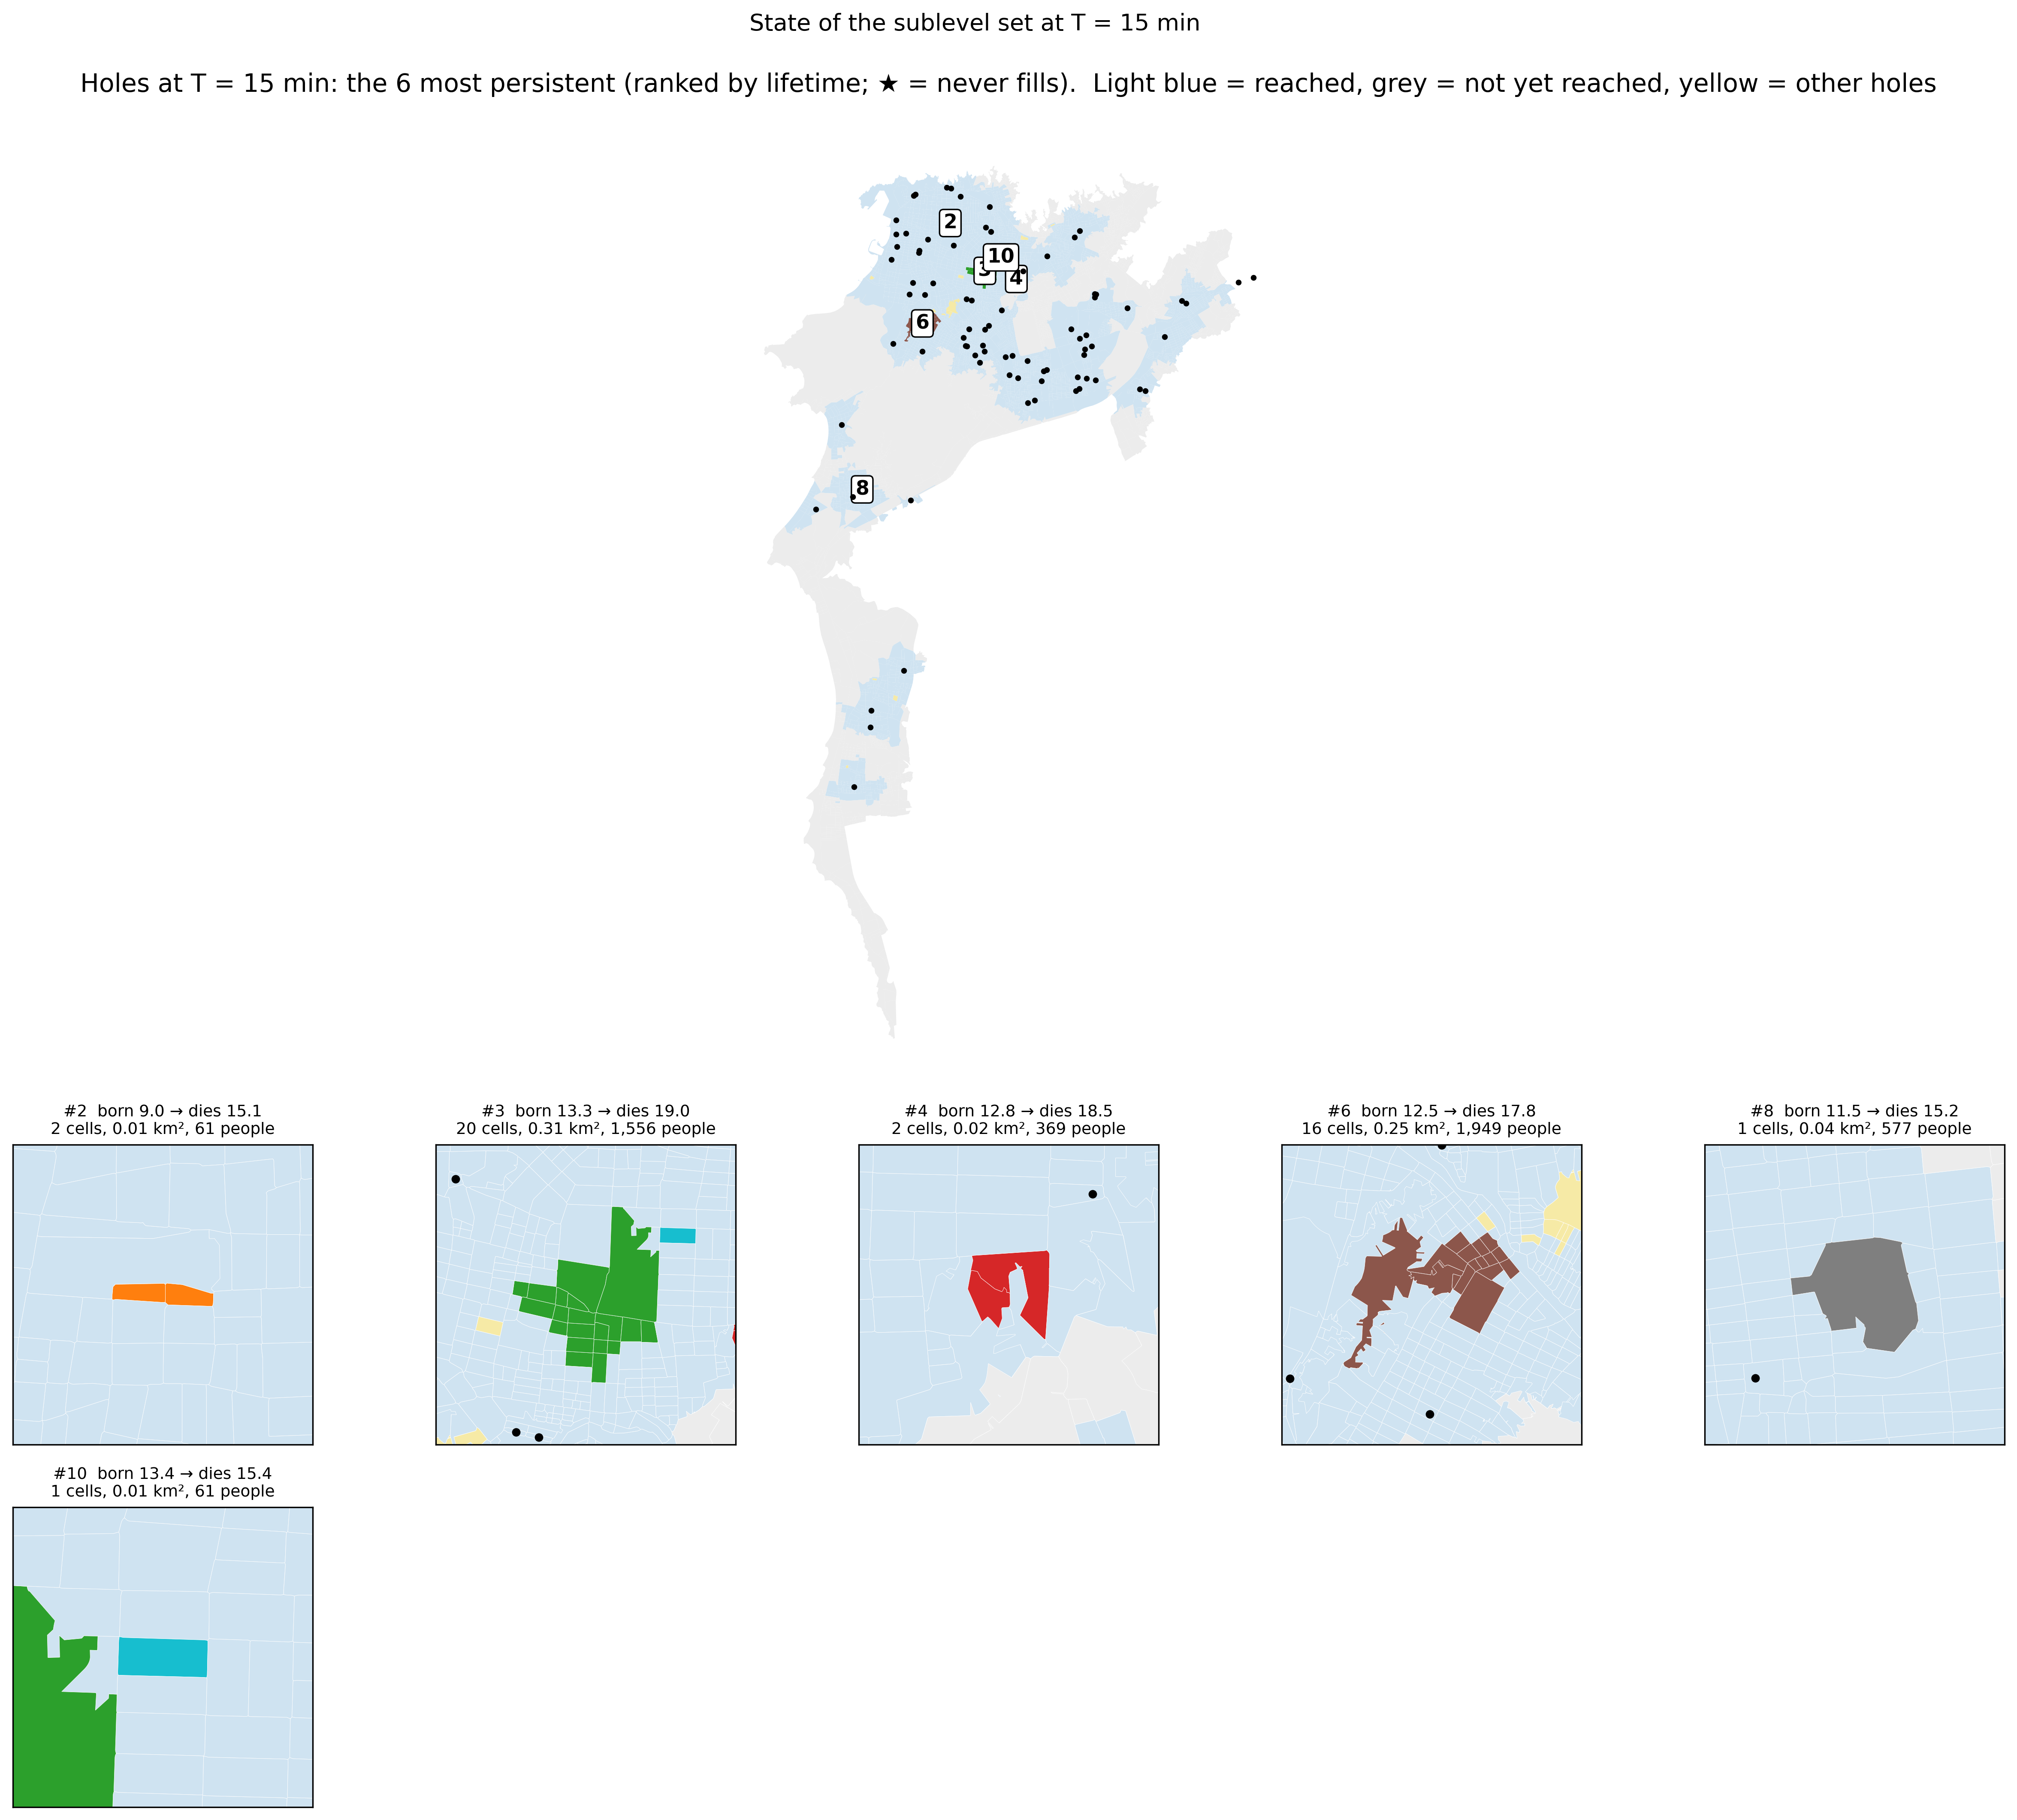 State of the sublevel set at T = 15 min
Holes at T = 15 min: the 6 most persistent (ranked by lifetime; ★ = never fills).  Light blue = reached, grey = not yet reached, yellow = other holes
2
10
3
4
6
8
#2  born 9.0 → dies 15.1
2 cells, 0.01 km², 61 people
#3  born 13.3 → dies 19.0
20 cells, 0.31 km², 1,556 people
#4  born 12.8 → dies 18.5
2 cells, 0.02 km², 369 people
#6  born 12.5 → dies 17.8
16 cells, 0.25 km², 1,949 people
#8  born 11.5 → dies 15.2
1 cells, 0.04 km², 577 people
#10  born 13.4 → dies 15.4
1 cells, 0.01 km², 61 people